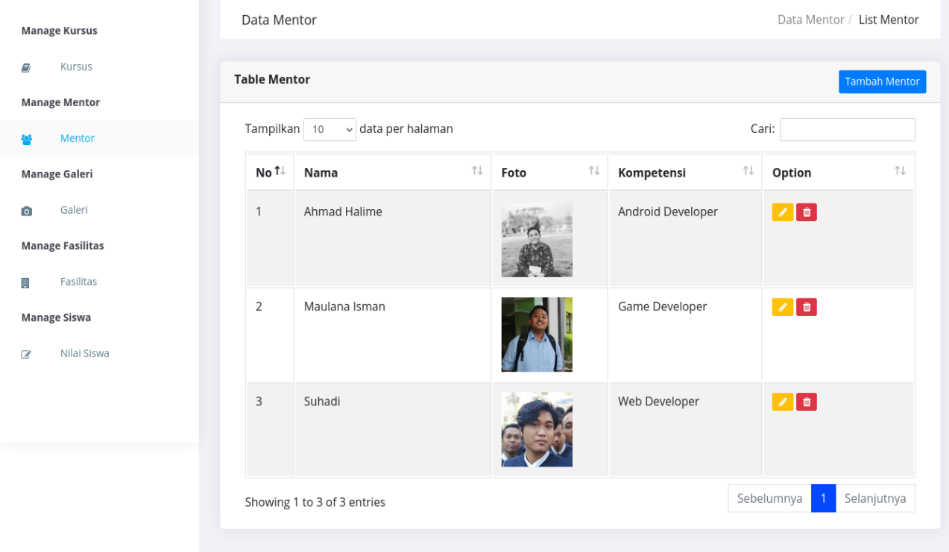 Manage Kursus
Kursus
Manage Mentor
Mentor
Manage Galeri
Galeri
Manage Fasilitas
Fasilitas
Manage Siswa
Nilai Siswa
Data Mentor
Data Mentor / List Mentor
Table Mentor
Tambah Mentor
Tampilkan 10 data per halaman
Cari:
No Nama Foto Kompetensi Option
1 Ahmad Halime Android Developer
2 Maulana Isman Game Developer
3 Suhadi Web Developer
Showing 1 to 3 of 3 entries
Sebelumnya 1 Selanjutnya